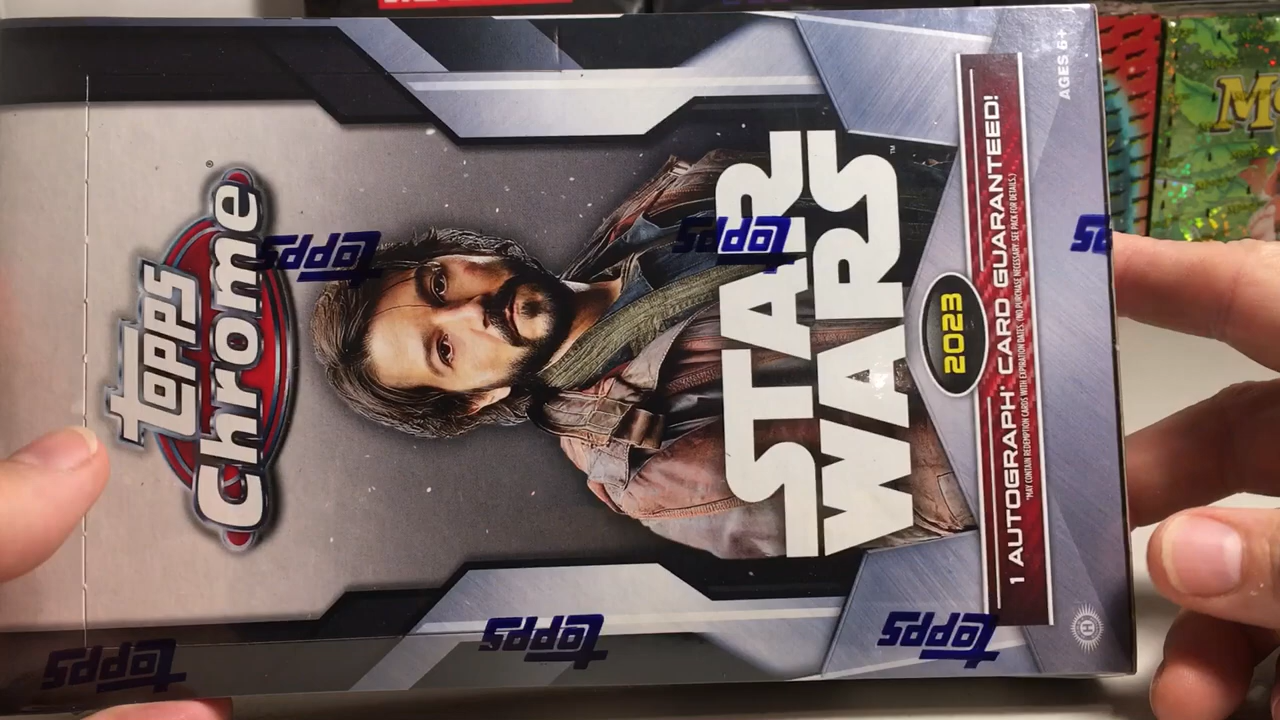 topps
Chrome
®
STAR
WARS
™
2023
1 AUTOGRAPH* CARD GUARANTEED!
*MAY CONTAIN REDEMPTION CARDS WITH EXPIRATION DATES. (NO PURCHASE NECESSARY. SEE PACK FOR DETAILS.)
AGES 6+
H
topps
topps
topps
topps
topps